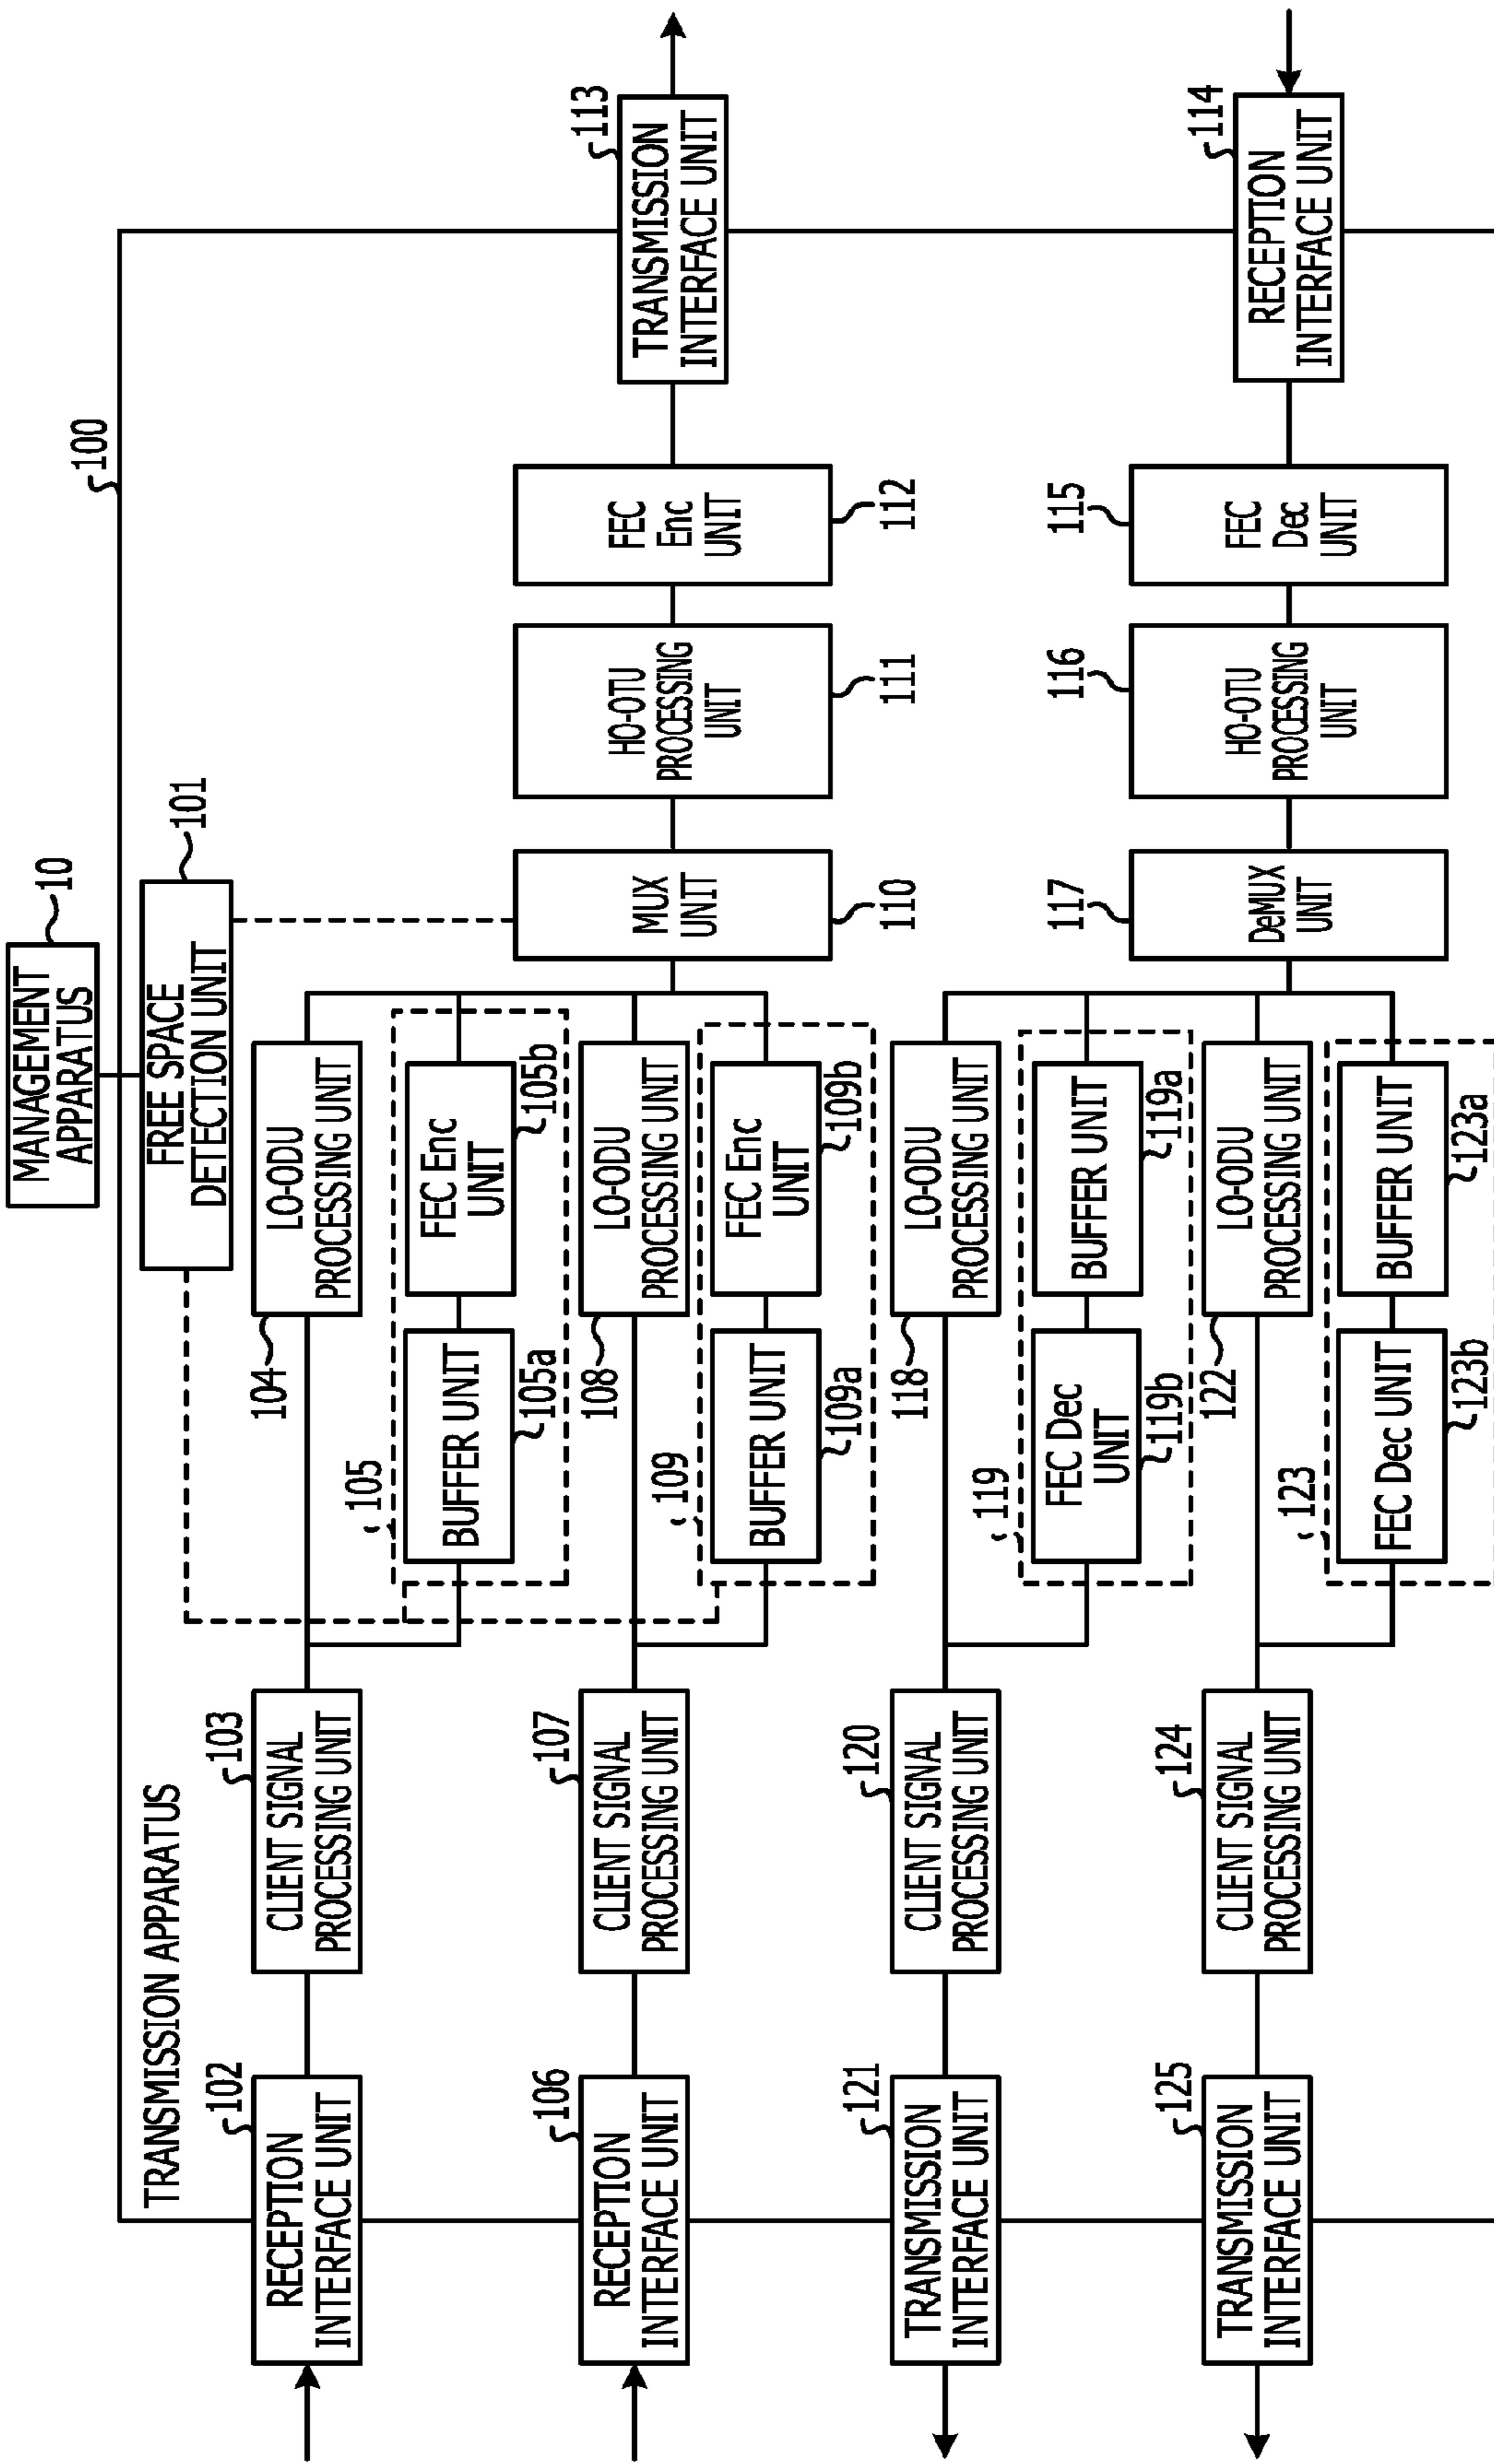 MANAGEMENT
APPARATUS
10
TRANSMISSION APPARATUS
100
FREE SPACE
DETECTION UNIT
101
102
RECEPTION
INTERFACE UNIT
103
CLIENT SIGNAL
PROCESSING UNIT
104
LO-ODU
PROCESSING UNIT
105
BUFFER UNIT
105a
FEC Enc
UNIT
105b
106
RECEPTION
INTERFACE UNIT
107
CLIENT SIGNAL
PROCESSING UNIT
108
LO-ODU
PROCESSING UNIT
109
BUFFER UNIT
109a
FEC Enc
UNIT
109b
MUX
UNIT
110
HO-OTU
PROCESSING
UNIT
111
FEC
Enc
UNIT
112
113
TRANSMISSION
INTERFACE UNIT
121
TRANSMISSION
INTERFACE UNIT
120
CLIENT SIGNAL
PROCESSING UNIT
118
LO-ODU
PROCESSING UNIT
119
FEC Dec
UNIT
119b
BUFFER UNIT
119a
125
TRANSMISSION
INTERFACE UNIT
124
CLIENT SIGNAL
PROCESSING UNIT
122
LO-ODU
PROCESSING UNIT
123
FEC Dec UNIT
123b
BUFFER UNIT
123a
117
DeMUX
UNIT
116
HO-OTU
PROCESSING
UNIT
115
FEC
Dec
UNIT
114
RECEPTION
INTERFACE UNIT